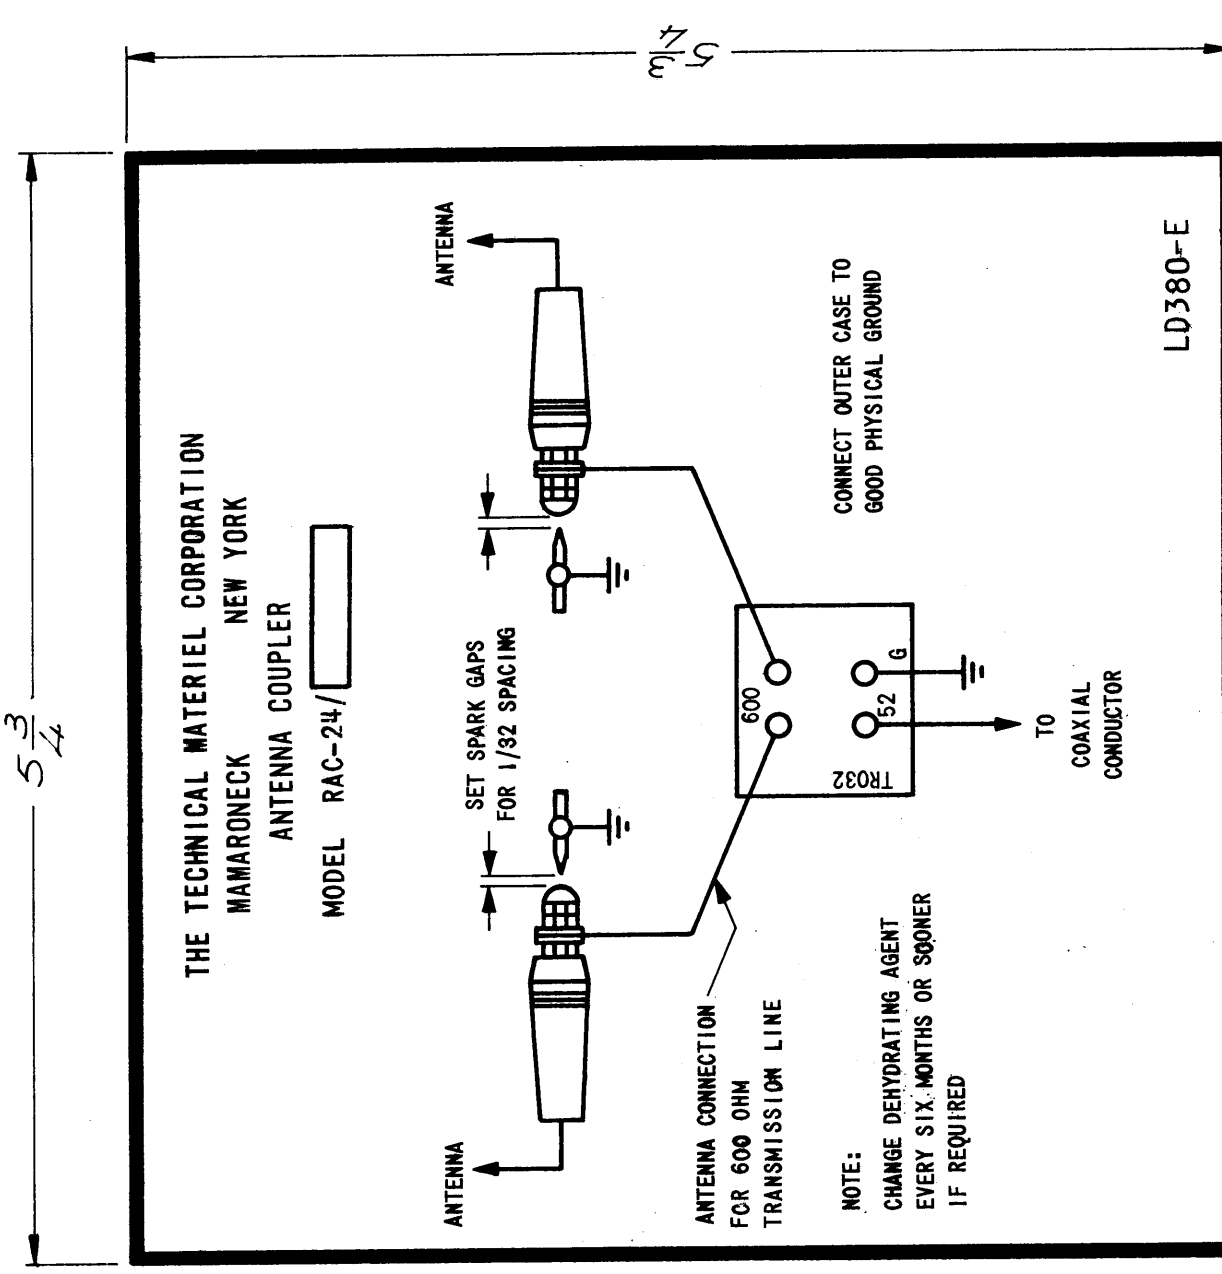 5 3/4
5 3/4
THE TECHNICAL MATERIEL CORPORATION
MAMARONECK NEW YORK
ANTENNA COUPLER
MODEL RAC-24/
ANTENNA
ANTENNA
SET SPARK GAPS
FOR 1/32 SPACING
ANTENNA CONNECTION
FOR 600 OHM
TRANSMISSION LINE
600
TR032
52
G
TO
COAXIAL
CONDUCTOR
CONNECT OUTER CASE TO
GOOD PHYSICAL GROUND
NOTE:
CHANGE DEHYDRATING AGENT
EVERY SIX MONTHS OR SOONER
IF REQUIRED
LD380-E